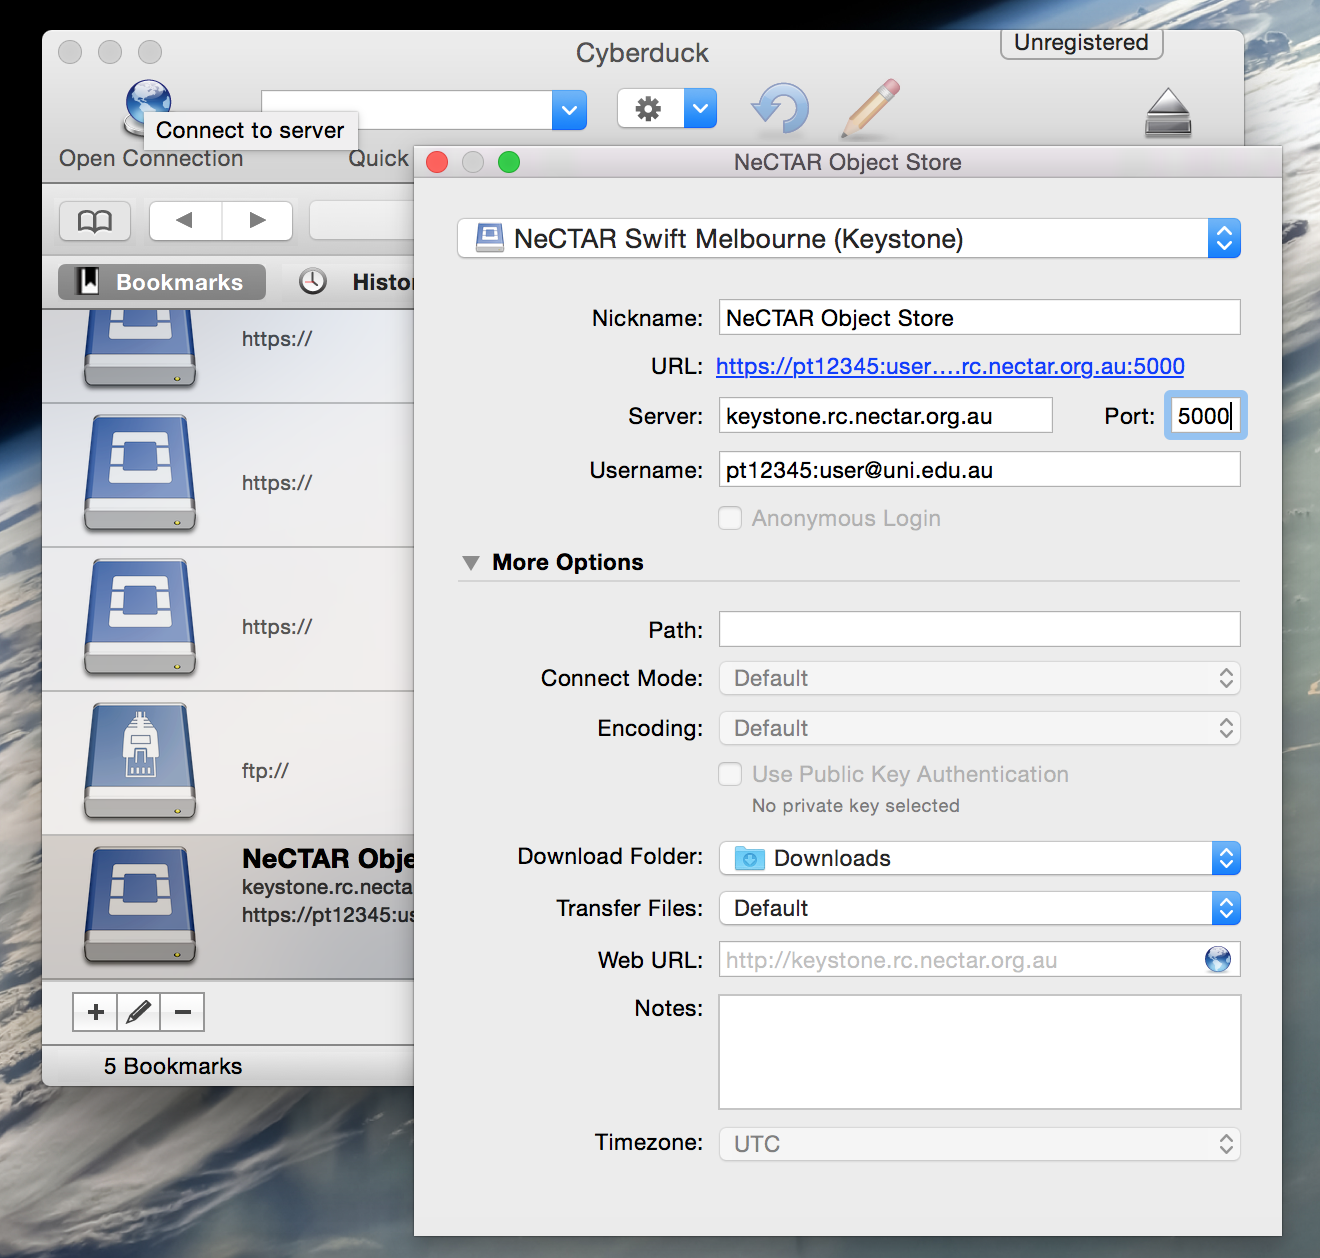 Cyberduck
Unregistered
Connect to server
Open Connection
Quick
Bookmarks
Histo
https://
https://
https://
ftp://
NeCTAR Obje
keystone.rc.necta
https://pt12345:us
5 Bookmarks
NeCTAR Object Store
NeCTAR Swift Melbourne (Keystone)
Nickname: NeCTAR Object Store
URL: https://pt12345:user....rc.nectar.org.au:5000
Server: keystone.rc.nectar.org.au Port: 5000
Username: pt12345:user@uni.edu.au
Anonymous Login
More Options
Path:
Connect Mode: Default
Encoding: Default
Use Public Key Authentication
No private key selected
Download Folder: Downloads
Transfer Files: Default
Web URL: http://keystone.rc.nectar.org.au
Notes:
Timezone: UTC